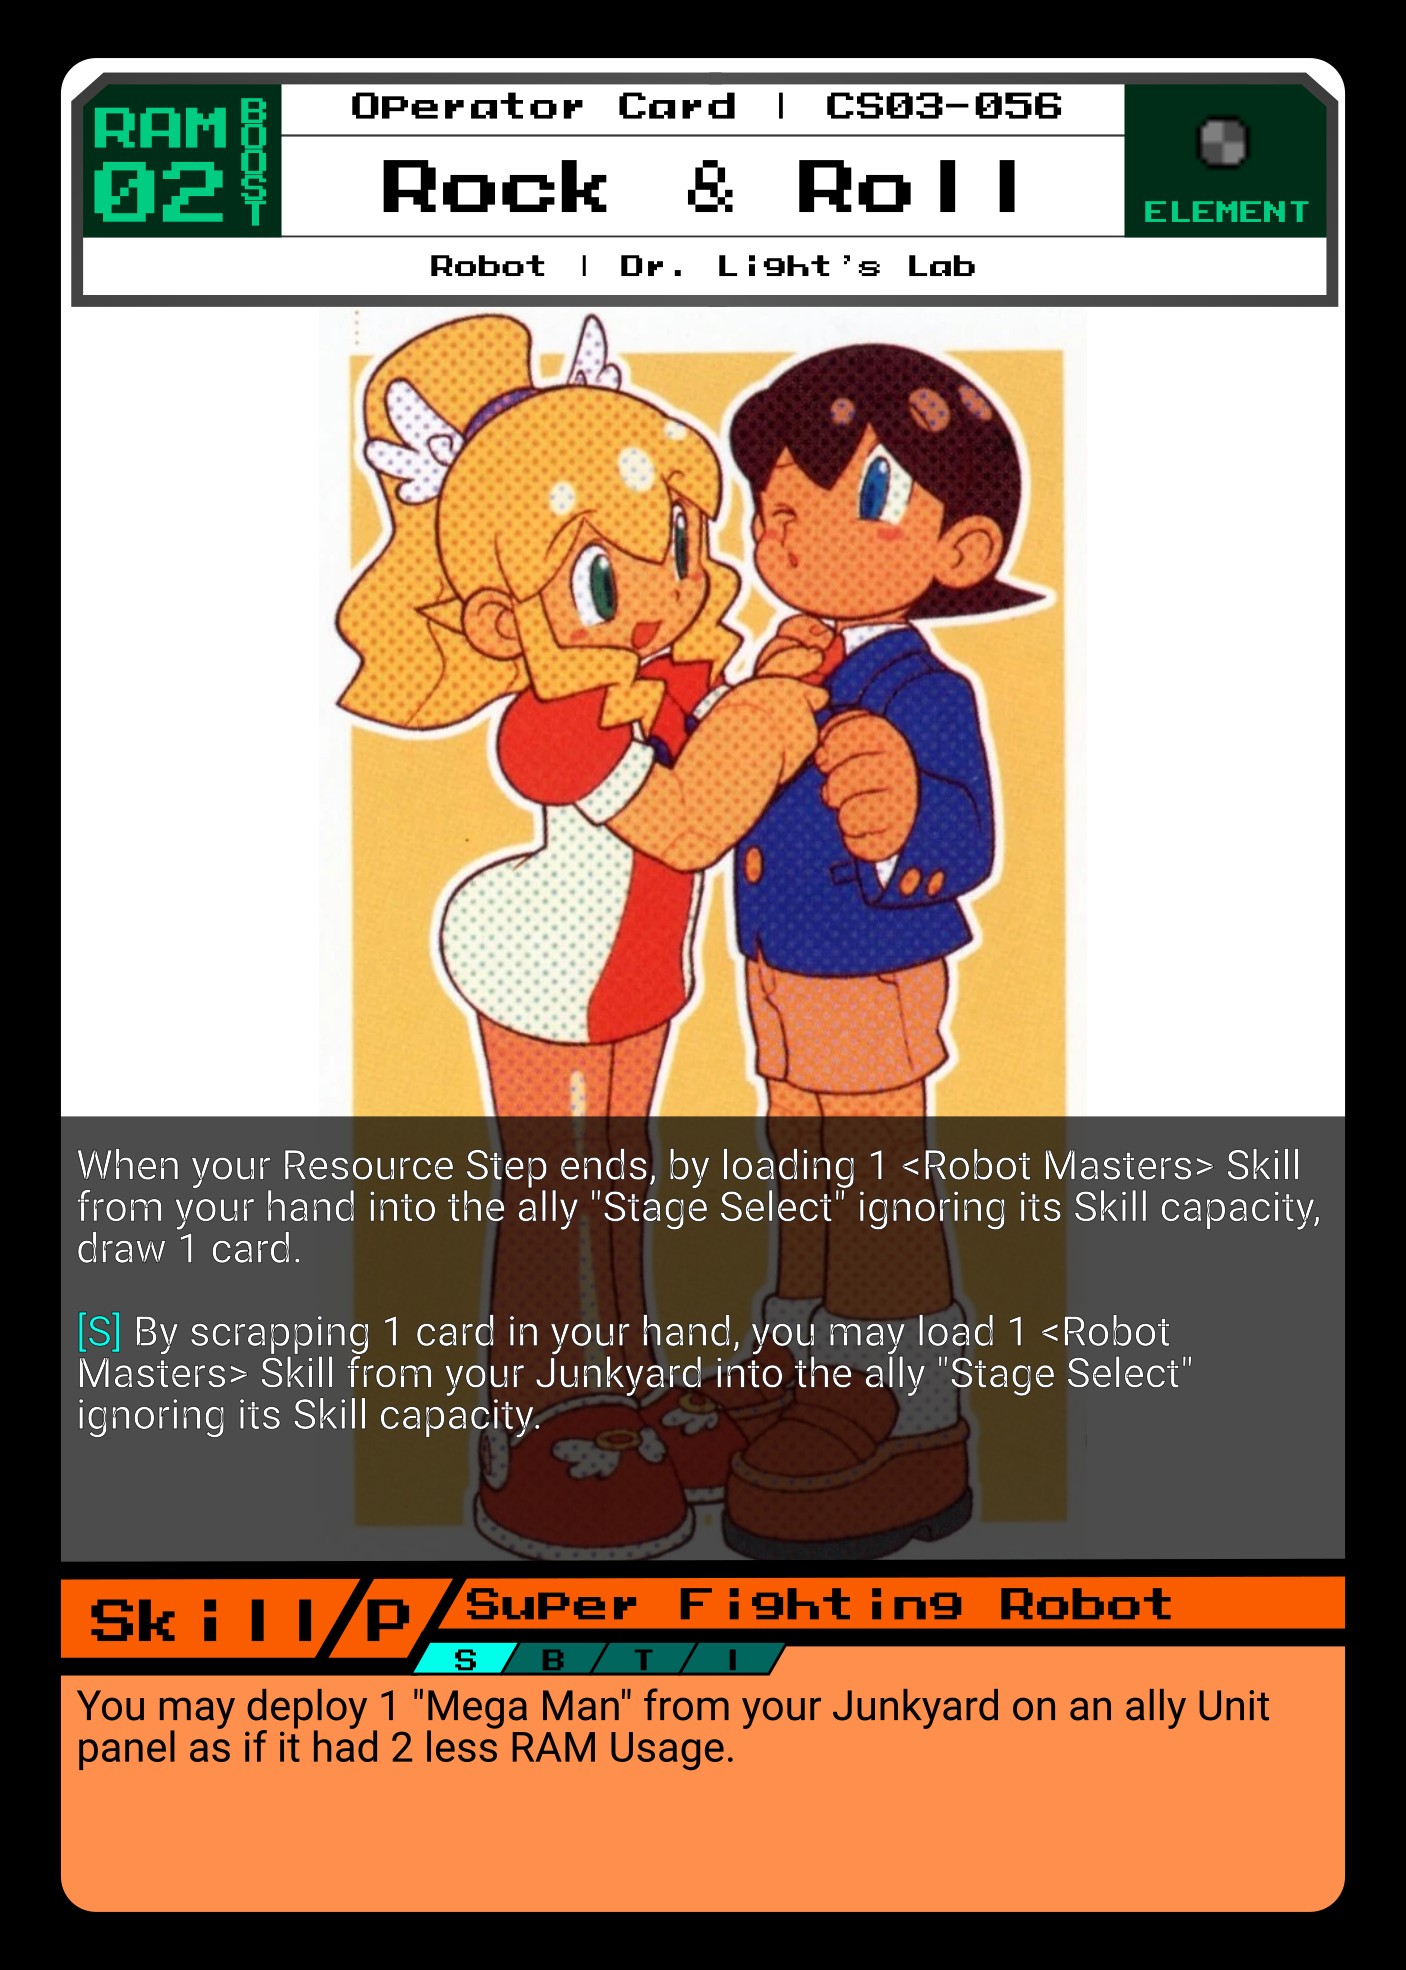 RAM BOOST
02
Operator Card | CS03-056
Rock & Roll
ELEMENT
Robot | Dr. Light's Lab
When your Resource Step ends, by loading 1 <Robot Masters> Skill
from your hand into the ally "Stage Select" ignoring its Skill capacity,
draw 1 card.
[S] By scrapping 1 card in your hand, you may load 1 <Robot
Masters> Skill from your Junkyard into the ally "Stage Select"
ignoring its Skill capacity.
Skill/P/Super Fighting Robot
S B T I
You may deploy 1 "Mega Man" from your Junkyard on an ally Unit
panel as if it had 2 less RAM Usage.